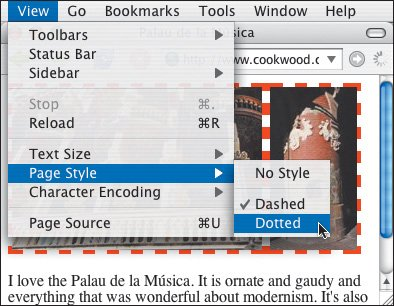 View Go Bookmarks Tools Window Help
Palau de la Música
Toolbars
http://www.cookwood.c
Status Bar
Sidebar
Stop ⌘.
Reload ⌘R
Text Size
Page Style
No Style
Character Encoding
✓ Dashed
Page Source ⌘U
Dotted
I love the Palau de la Música. It is ornate and gaudy and
everything that was wonderful about modernism. It's also